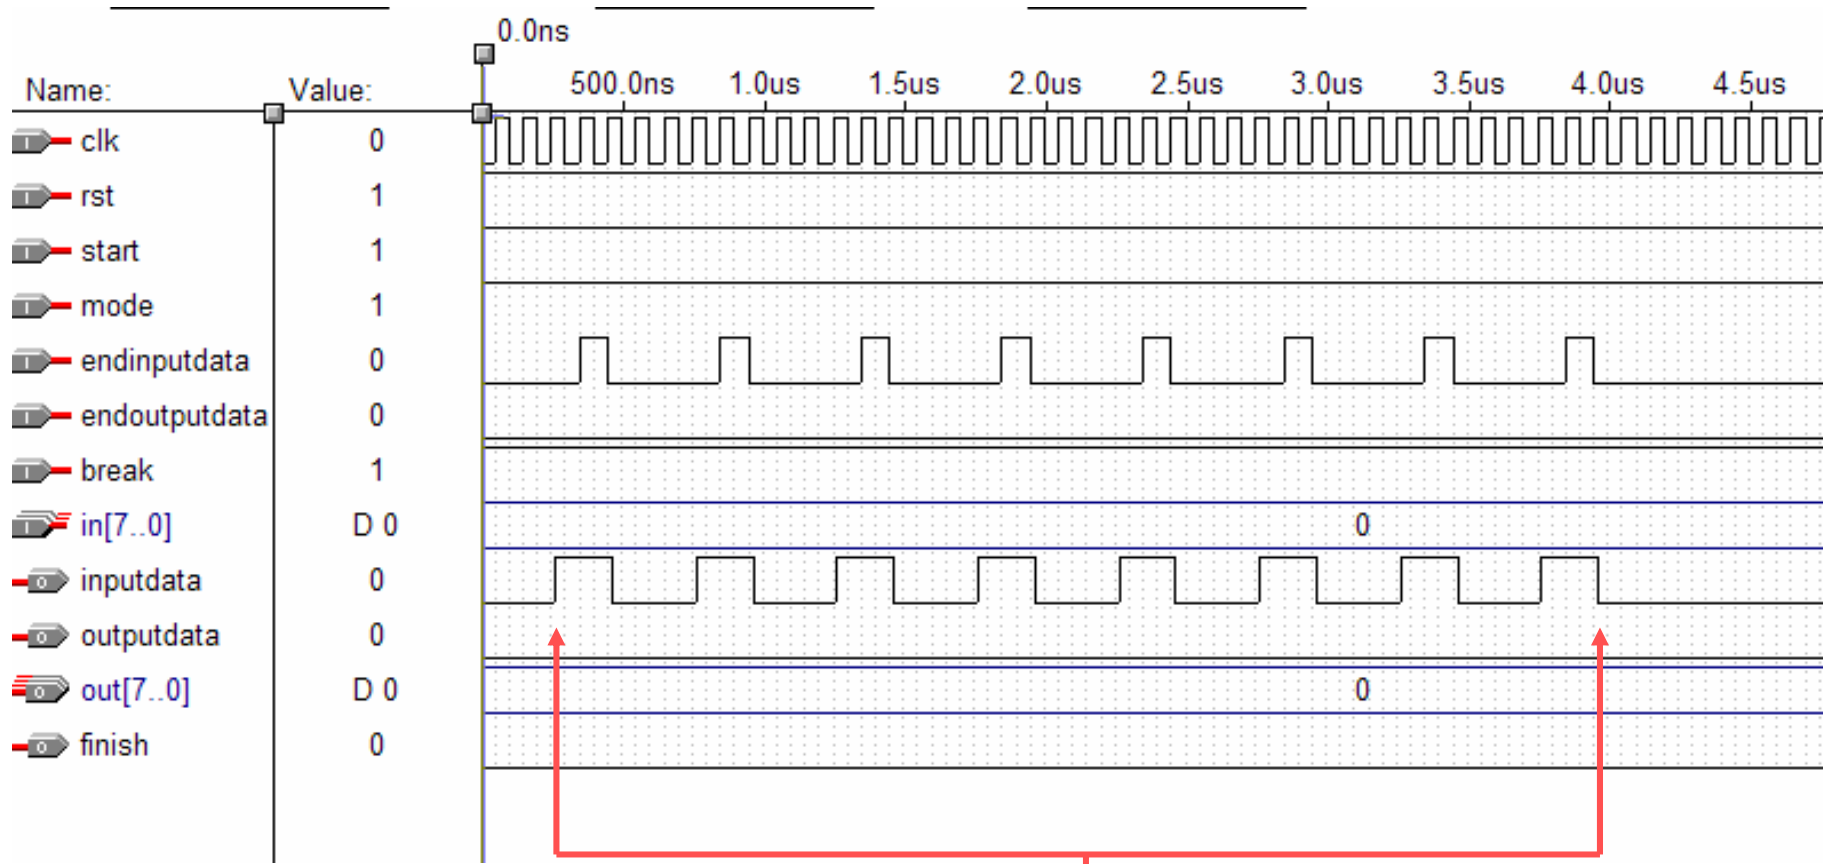 0.0ns
Name: Value: 500.0ns 1.0us 1.5us 2.0us 2.5us 3.0us 3.5us 4.0us 4.5us
I clk 0
I rst 1
I start 1
I mode 1
I endinputdata 0
I endoutputdata 0
I break 1
I in[7..0] D 0 0
O inputdata 0
O outputdata 0
O out[7..0] D 0 0
O finish 0